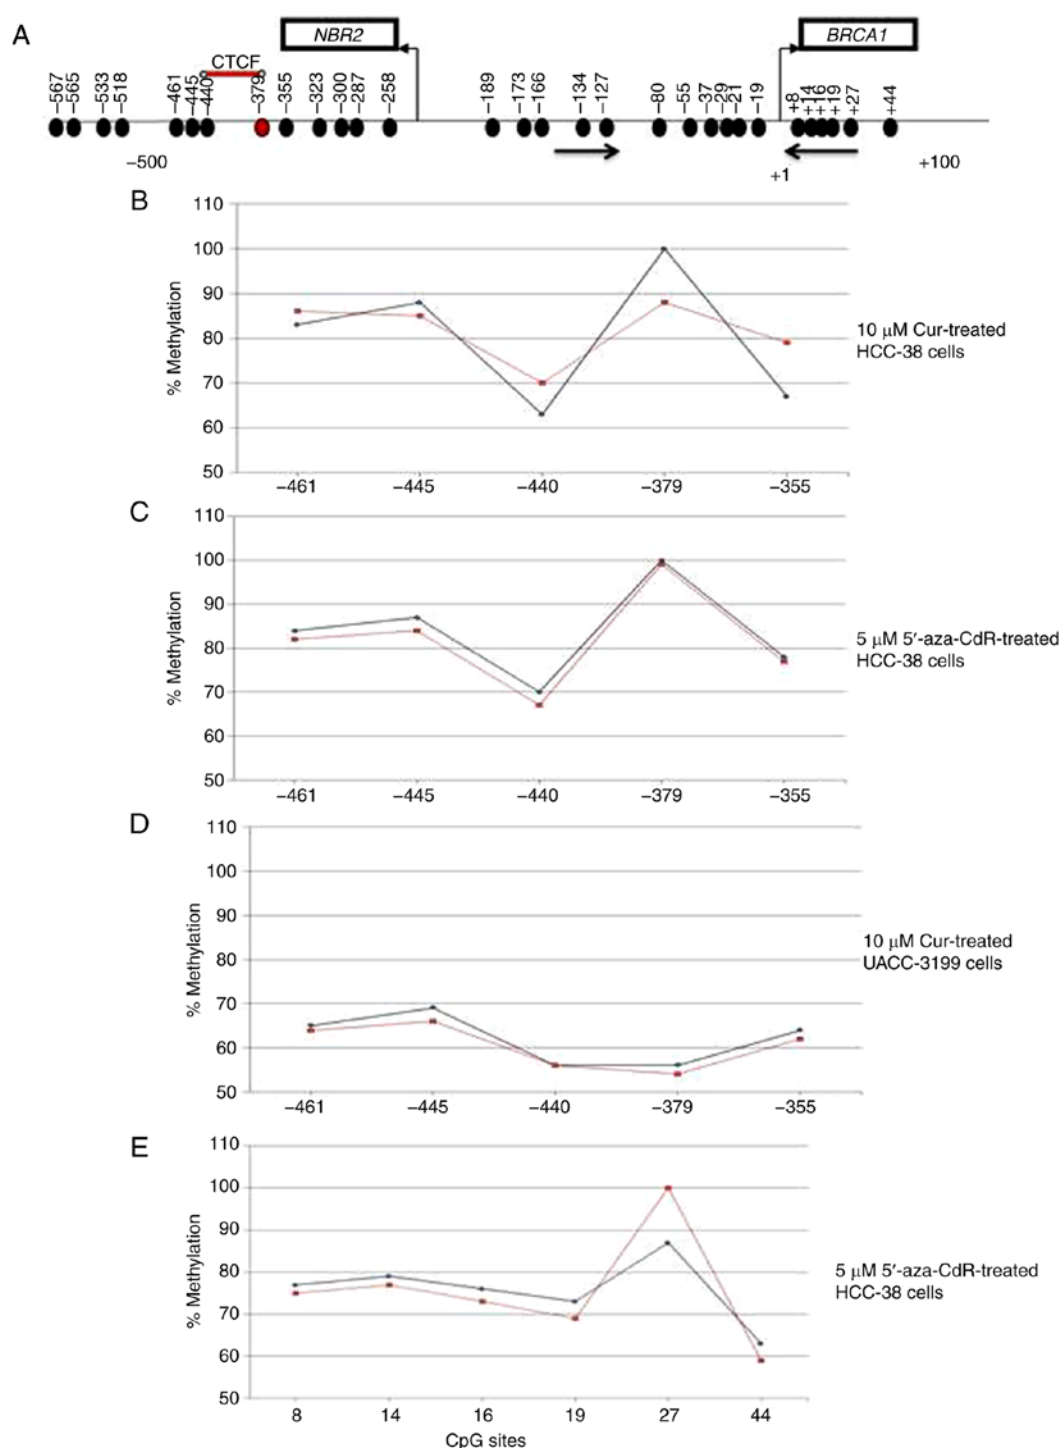 A
NBR2
BRCA1
CTCF
−567
−565
−533
−518
−461
−445
−440
−379
−355
−323
−300
−287
−258
−189
−173
−166
−134
−127
−80
−55
−37
−29
−21
−19
+8
+14
+16
+19
+27
+44
−500
+1
+100
B
110
100
90
80
70
60
50
% Methylation
−461 −445 −440 −379 −355
10 μM Cur-treated
HCC-38 cells
C
110
100
90
80
70
60
50
% Methylation
−461 −445 −440 −379 −355
5 μM 5′-aza-CdR-treated
HCC-38 cells
D
110
100
90
80
70
60
50
% Methylation
−461 −445 −440 −379 −355
10 μM Cur-treated
UACC-3199 cells
E
110
100
90
80
70
60
50
% Methylation
8 14 16 19 27 44
CpG sites
5 μM 5′-aza-CdR-treated
HCC-38 cells